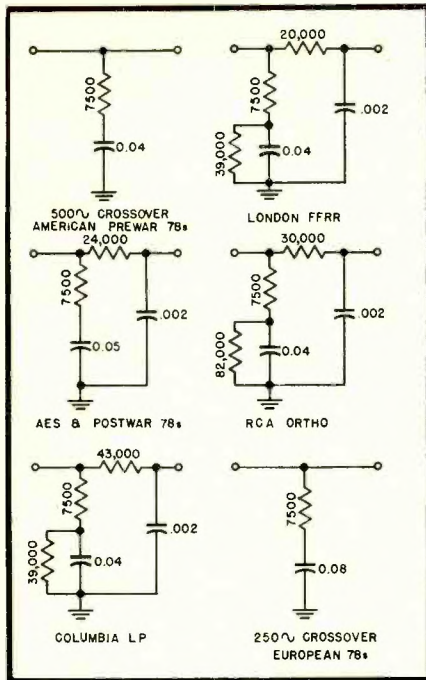 7500
0.04
500~ CROSSOVER
AMERICAN PREWAR 78s
20,000
7500
39,000
0.04
.002
LONDON FFRR
24,000
7500
0.05
.002
AES & POSTWAR 78s
30,000
7500
82,000
0.04
.002
RCA ORTHO
43,000
7500
39,000
0.04
.002
COLUMBIA LP
7500
0.08
250~ CROSSOVER
EUROPEAN 78s